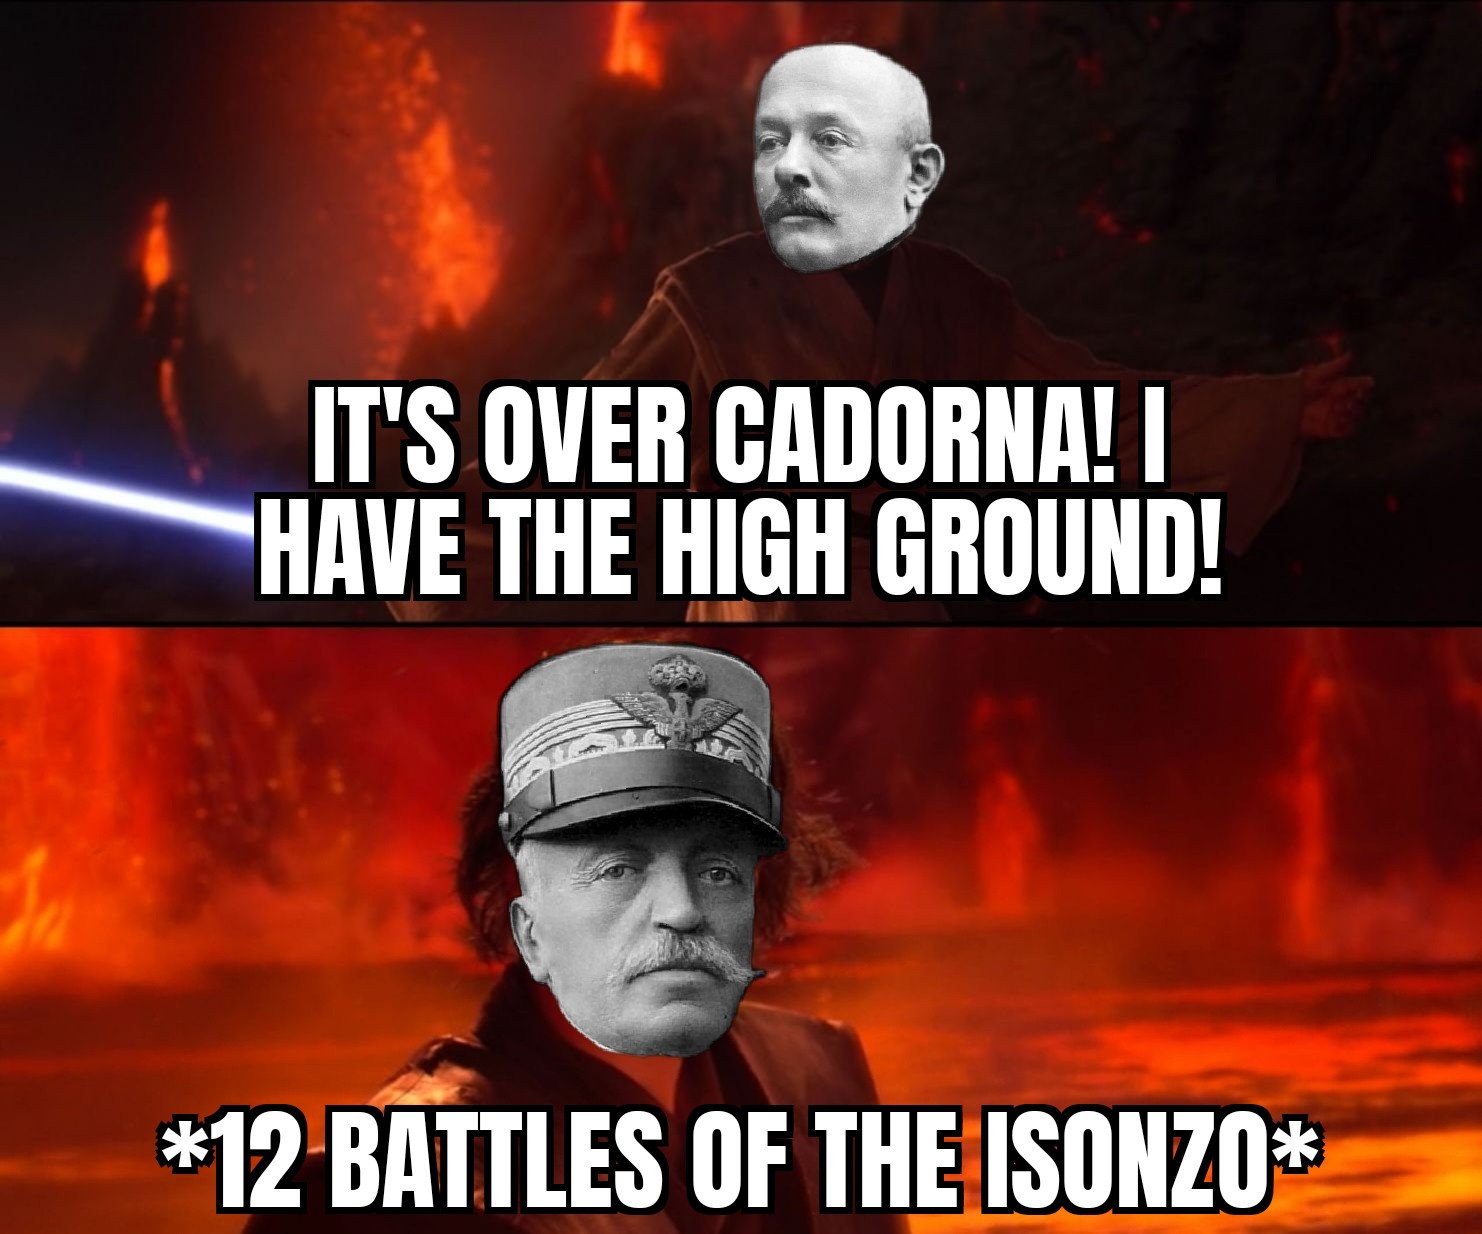 IT'S OVER CADORNA! I
HAVE THE HIGH GROUND!
*12 BATTLES OF THE ISONZO*